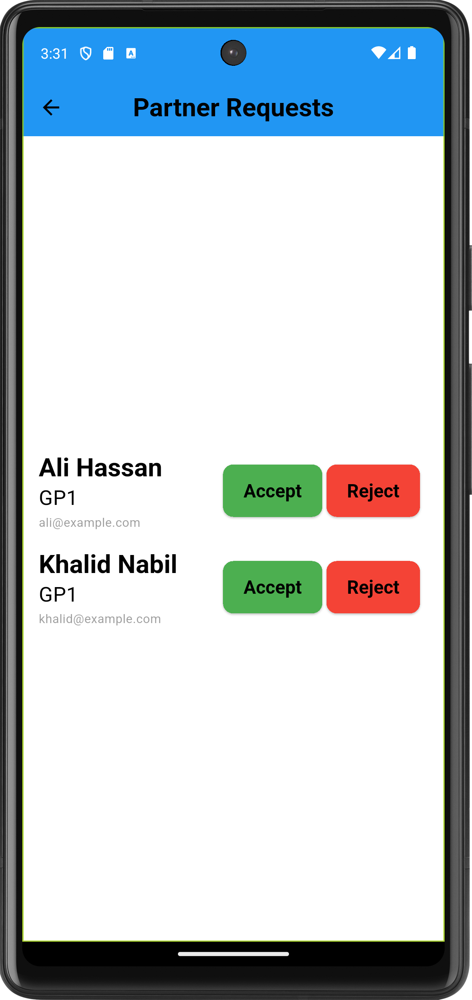 3:31
Partner Requests
Ali Hassan
GP1
ali@example.com
Accept
Reject
Khalid Nabil
GP1
khalid@example.com
Accept
Reject